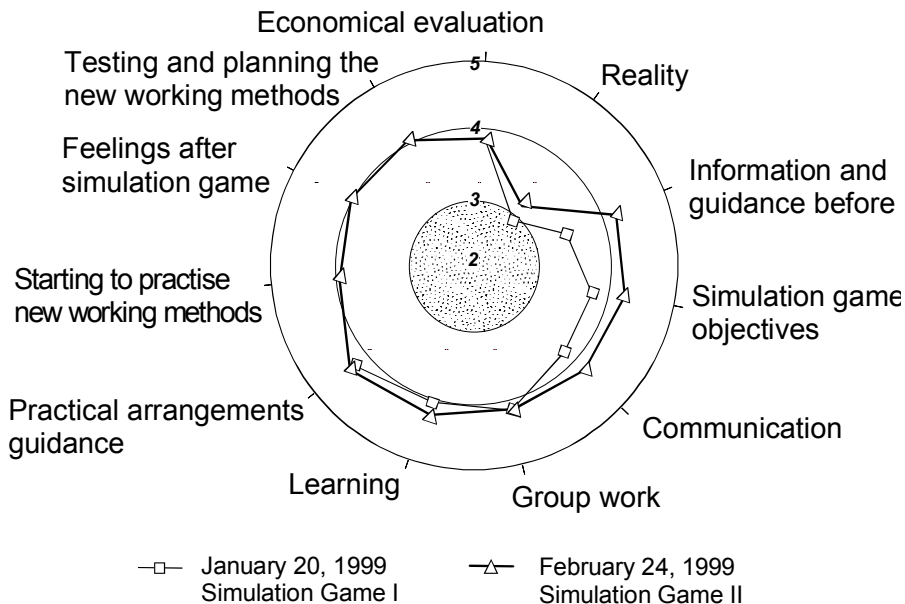 Economical evaluation
Testing and planning the
new working methods
5
Reality
4
Feelings after
simulation game
Information and
guidance before
3
2
Starting to practise
new working methods
Simulation game
objectives
Practical arrangements
guidance
Communication
Learning
Group work
January 20, 1999
Simulation Game I
February 24, 1999
Simulation Game II